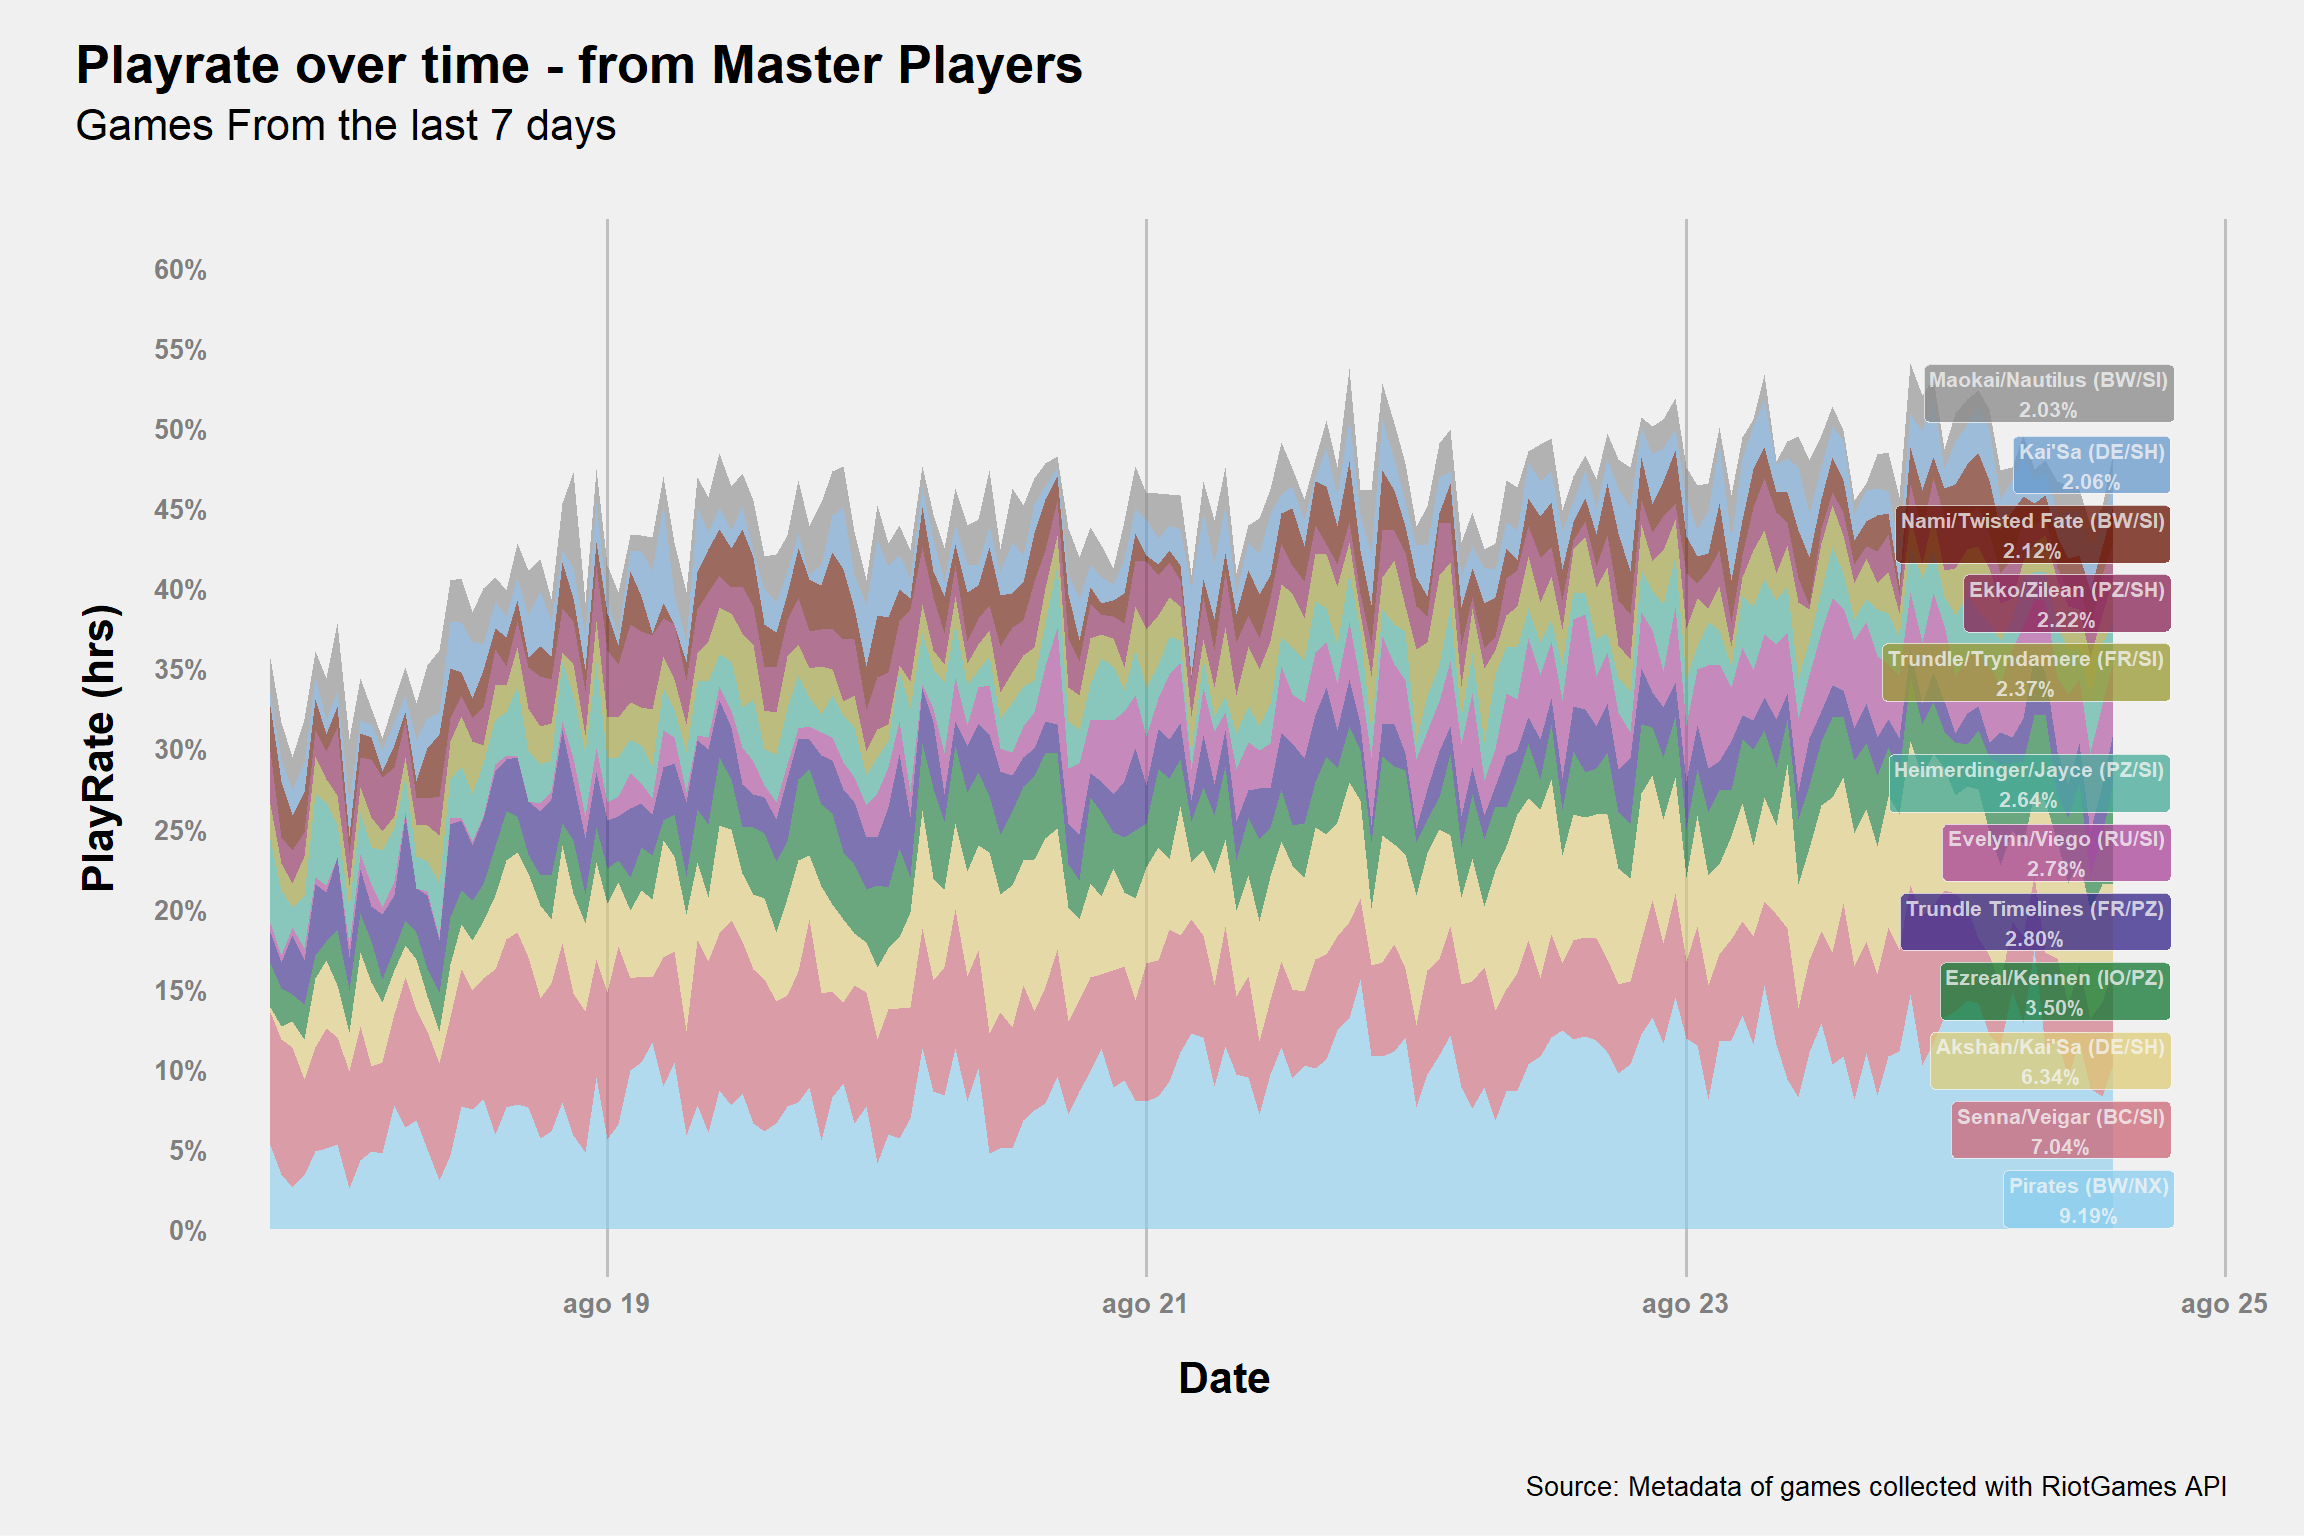 Playrate over time - from Master Players
Games From the last 7 days
PlayRate (hrs)
60%
55%
50%
45%
40%
35%
30%
25%
20%
15%
10%
5%
0%
Maokai/Nautilus (BW/SI)
2.03%
Kai'Sa (DE/SH)
2.06%
Nami/Twisted Fate (BW/SI)
2.12%
Ekko/Zilean (PZ/SH)
2.22%
Trundle/Tryndamere (FR/SI)
2.37%
Heimerdinger/Jayce (PZ/SI)
2.64%
Evelynn/Viego (RU/SI)
2.78%
Trundle Timelines (FR/PZ)
2.80%
Ezreal/Kennen (IO/PZ)
3.50%
Akshan/Kai'Sa (DE/SH)
6.34%
Senna/Veigar (BC/SI)
7.04%
Pirates (BW/NX)
9.19%
ago 19
ago 21
ago 23
ago 25
Date
Source: Metadata of games collected with RiotGames API